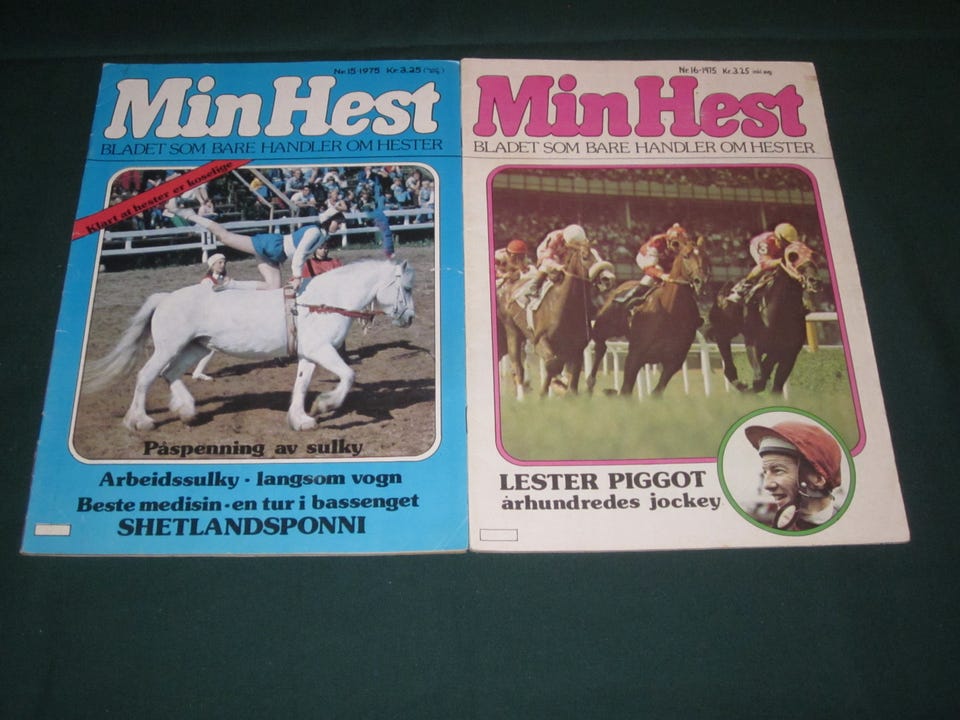 Nr. 15-1975 Kr. 3.25
Min Hest
BLADET SOM BARE HANDLER OM HESTER
Klart at hester er koselige
Påspenning av sulky
Arbeidssulky · langsom vogn
Beste medisin · en tur i bassenget
SHETLANDSPONNI
Nr. 16-1975 Kr. 3.25 inkl. avg
Min Hest
BLADET SOM BARE HANDLER OM HESTER
LESTER PIGGOT
århundredes jockey